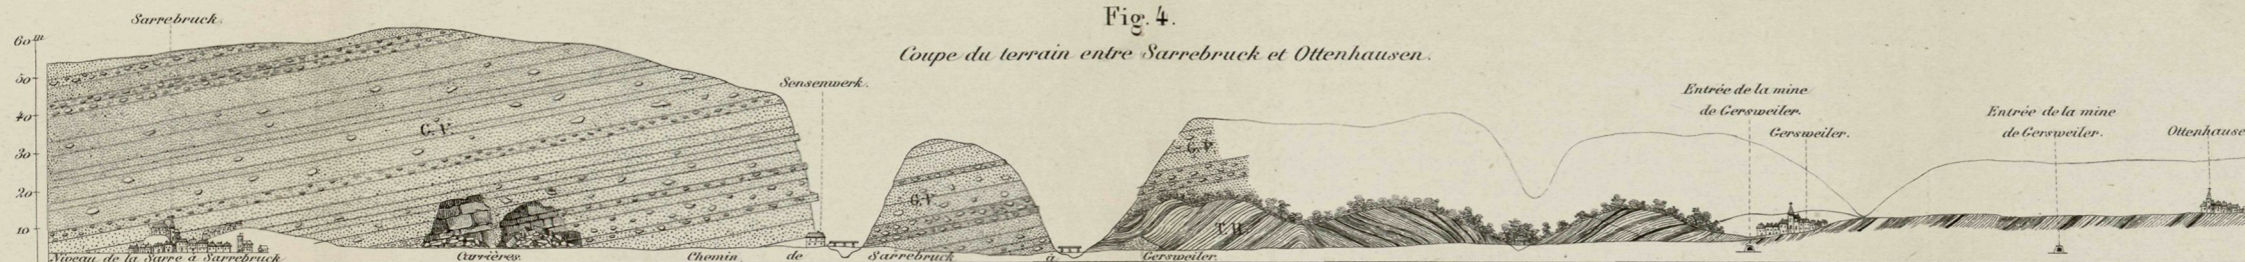 Fig. 4.
Coupe du terrain entre Sarrebruck et Ottenhausen.
Sarrebruck.
60 m
50
40
30
20
10
Sensenwerk.
Entrée de la mine
de Gersweiler.
Gersweiler.
Entrée de la mine
de Gersweiler.
Ottenhause
G. V.
G. V.
G. V.
T. H.
Niveau de la Sarre à Sarrebruck
Carrières.
Chemin de Sarrebruck à Gersweiler.